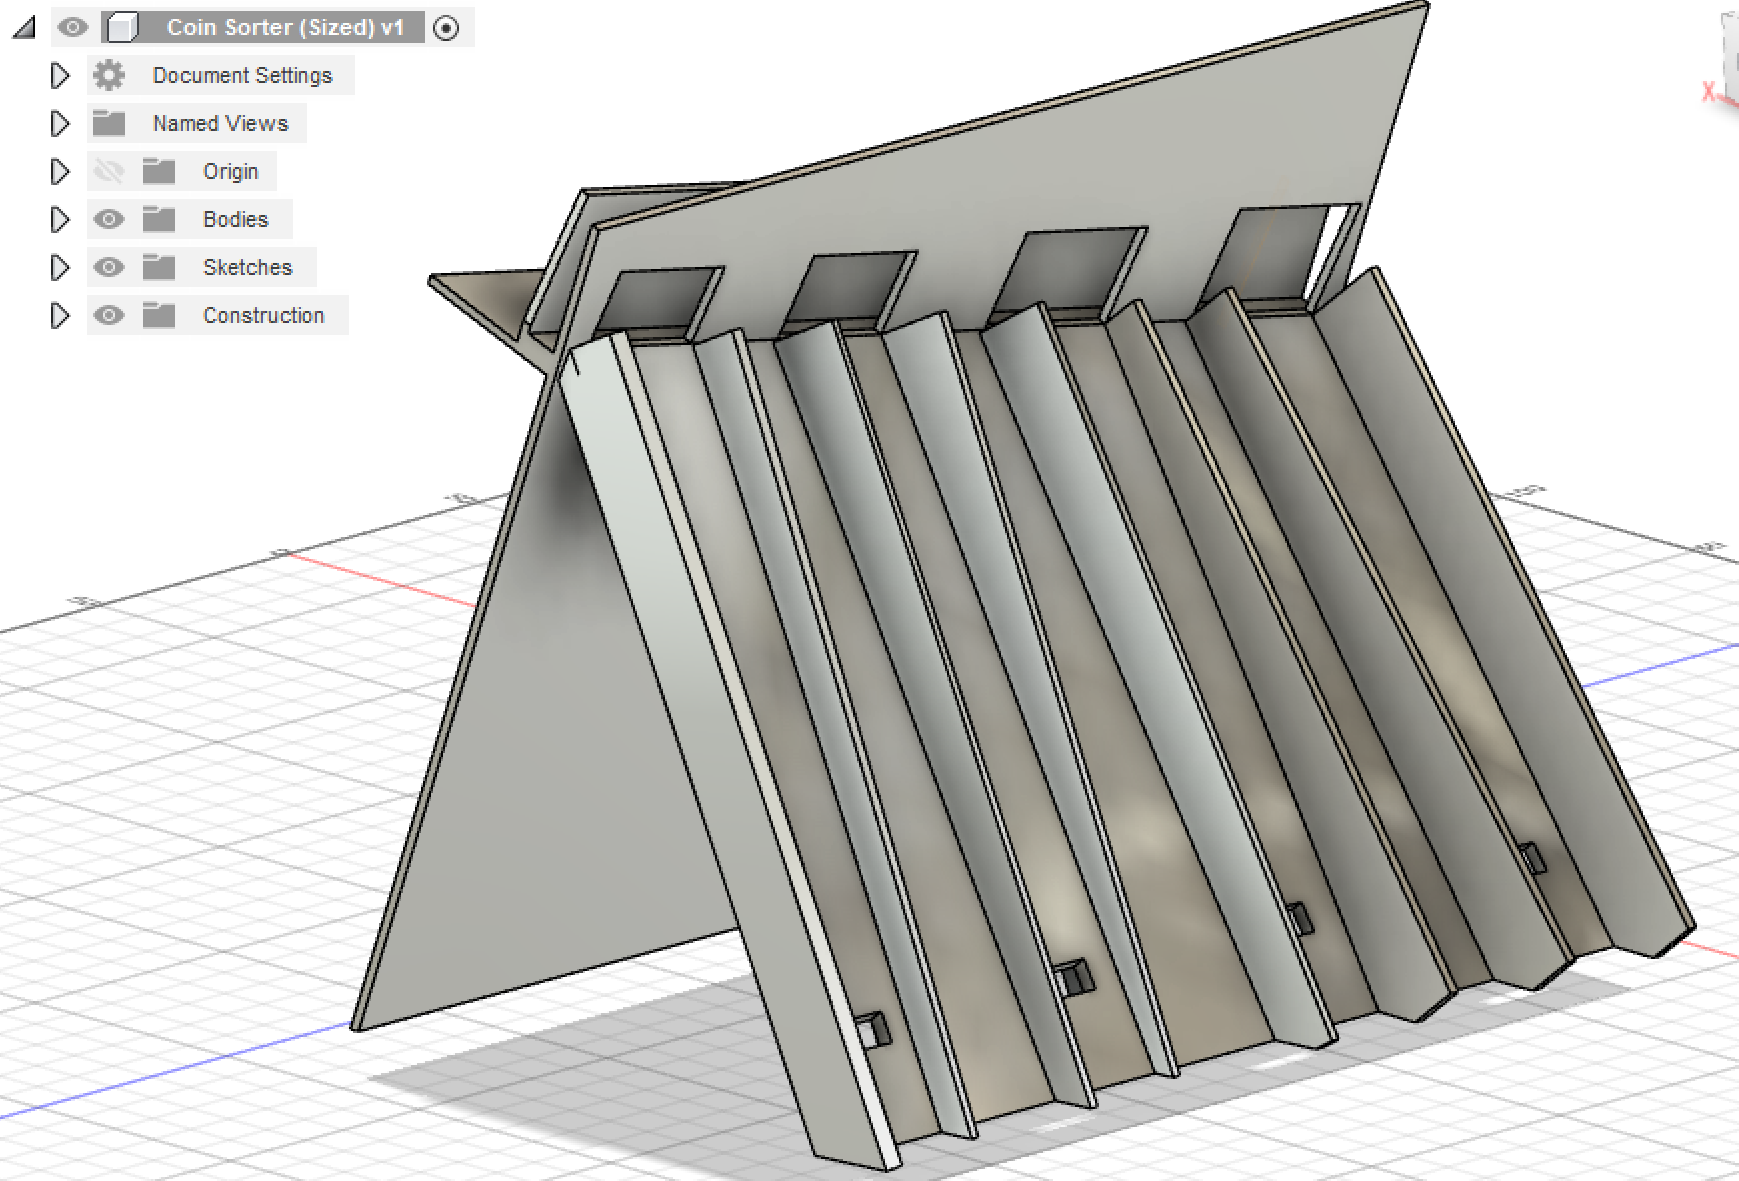 Coin Sorter (Sized) v1
Document Settings
Named Views
Origin
Bodies
Sketches
Construction
X